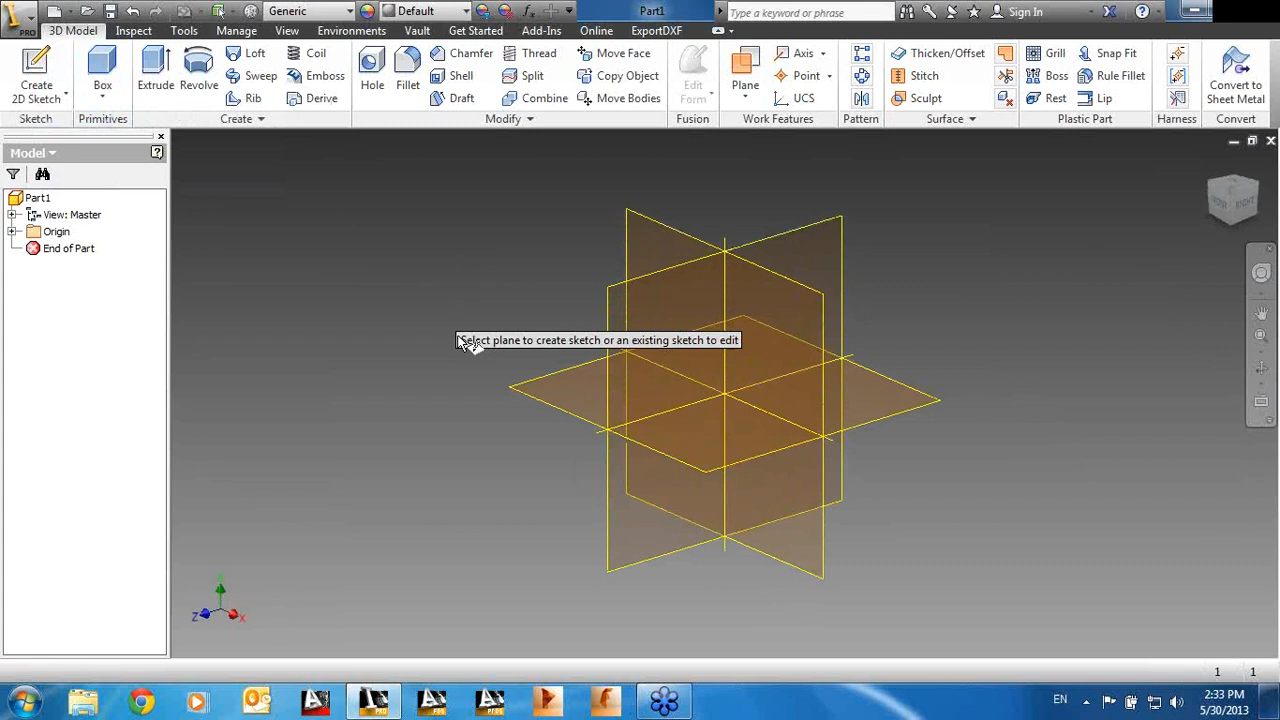 Generic
Default
Part1
Type a keyword or phrase
Sign In
PRO
3D Model
Inspect
Tools
Manage
View
Environments
Vault
Get Started
Add-Ins
Online
ExportDXF
Create
2D Sketch
Box
Extrude
Revolve
Loft
Sweep
Rib
Coil
Emboss
Derive
Hole
Fillet
Chamfer
Shell
Draft
Thread
Split
Combine
Move Face
Copy Object
Move Bodies
Edit
Form
Plane
Axis
Point
UCS
Thicken/Offset
Stitch
Sculpt
Grill
Boss
Rest
Snap Fit
Rule Fillet
Lip
Convert to
Sheet Metal
Sketch
Primitives
Create
Modify
Fusion
Work Features
Pattern
Surface
Plastic Part
Harness
Convert
Model
Part1
View: Master
Origin
End of Part
Select plane to create sketch or an existing sketch to edit
RIGHT
Z
X
1 1
EN
2:33 PM
5/30/2013